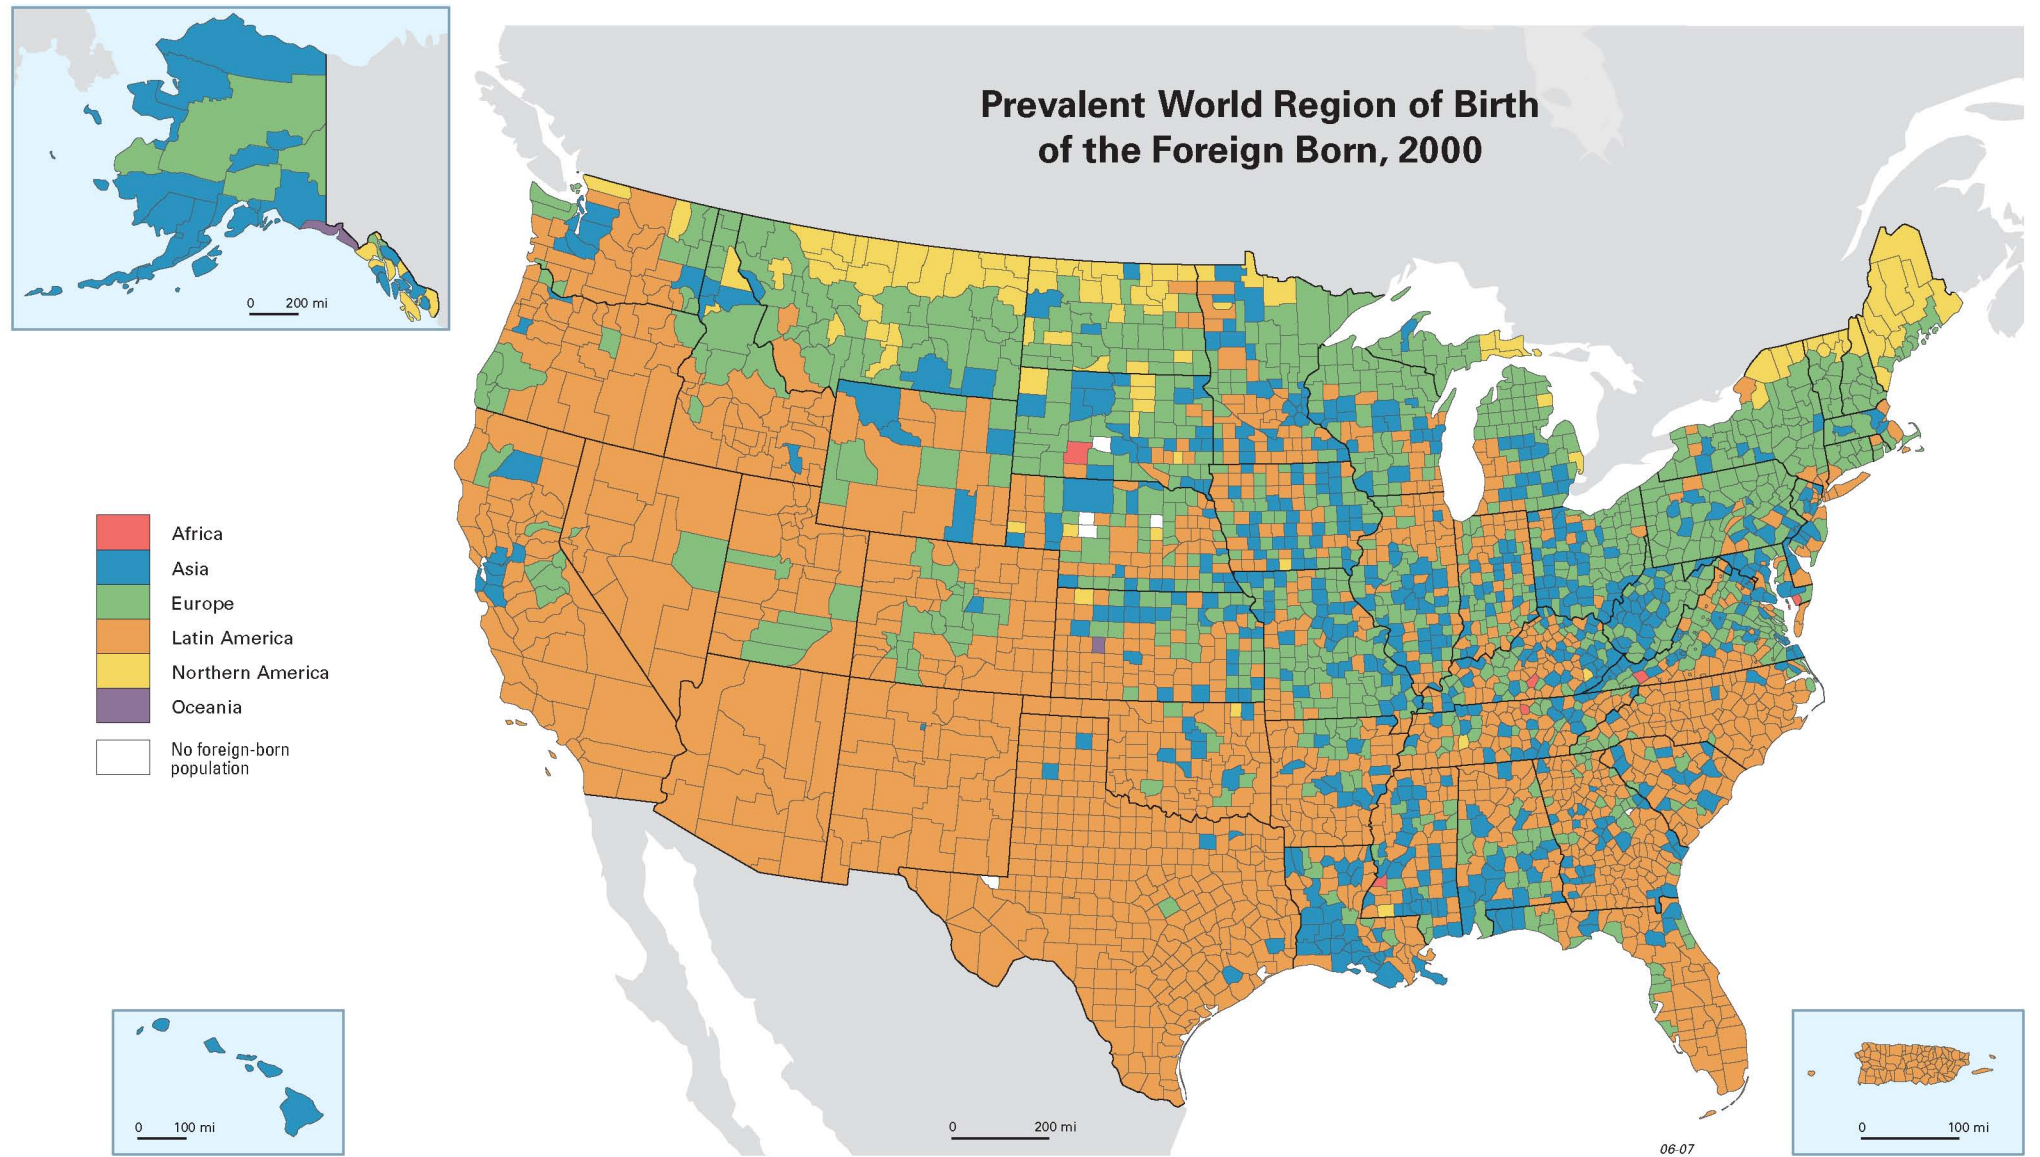 Prevalent World Region of Birth
of the Foreign Born, 2000
0 200 mi
Africa
Asia
Europe
Latin America
Northern America
Oceania
No foreign-born
population
0 100 mi
0 200 mi
0 100 mi
06-07